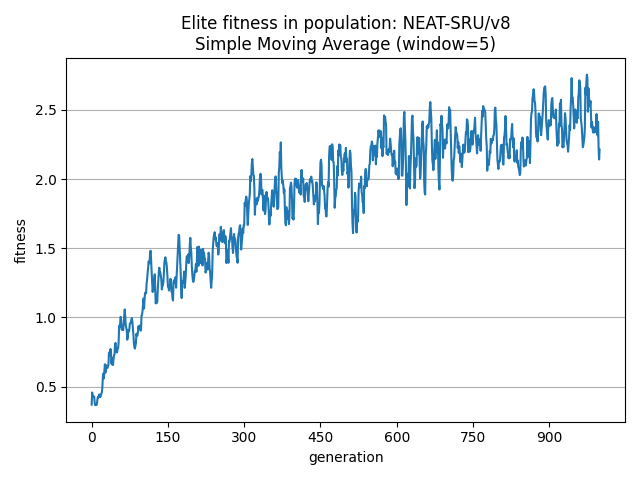 Elite fitness in population: NEAT-SRU/v8
Simple Moving Average (window=5)
fitness
2.5
2.0
1.5
1.0
0.5
0 150 300 450 600 750 900
generation